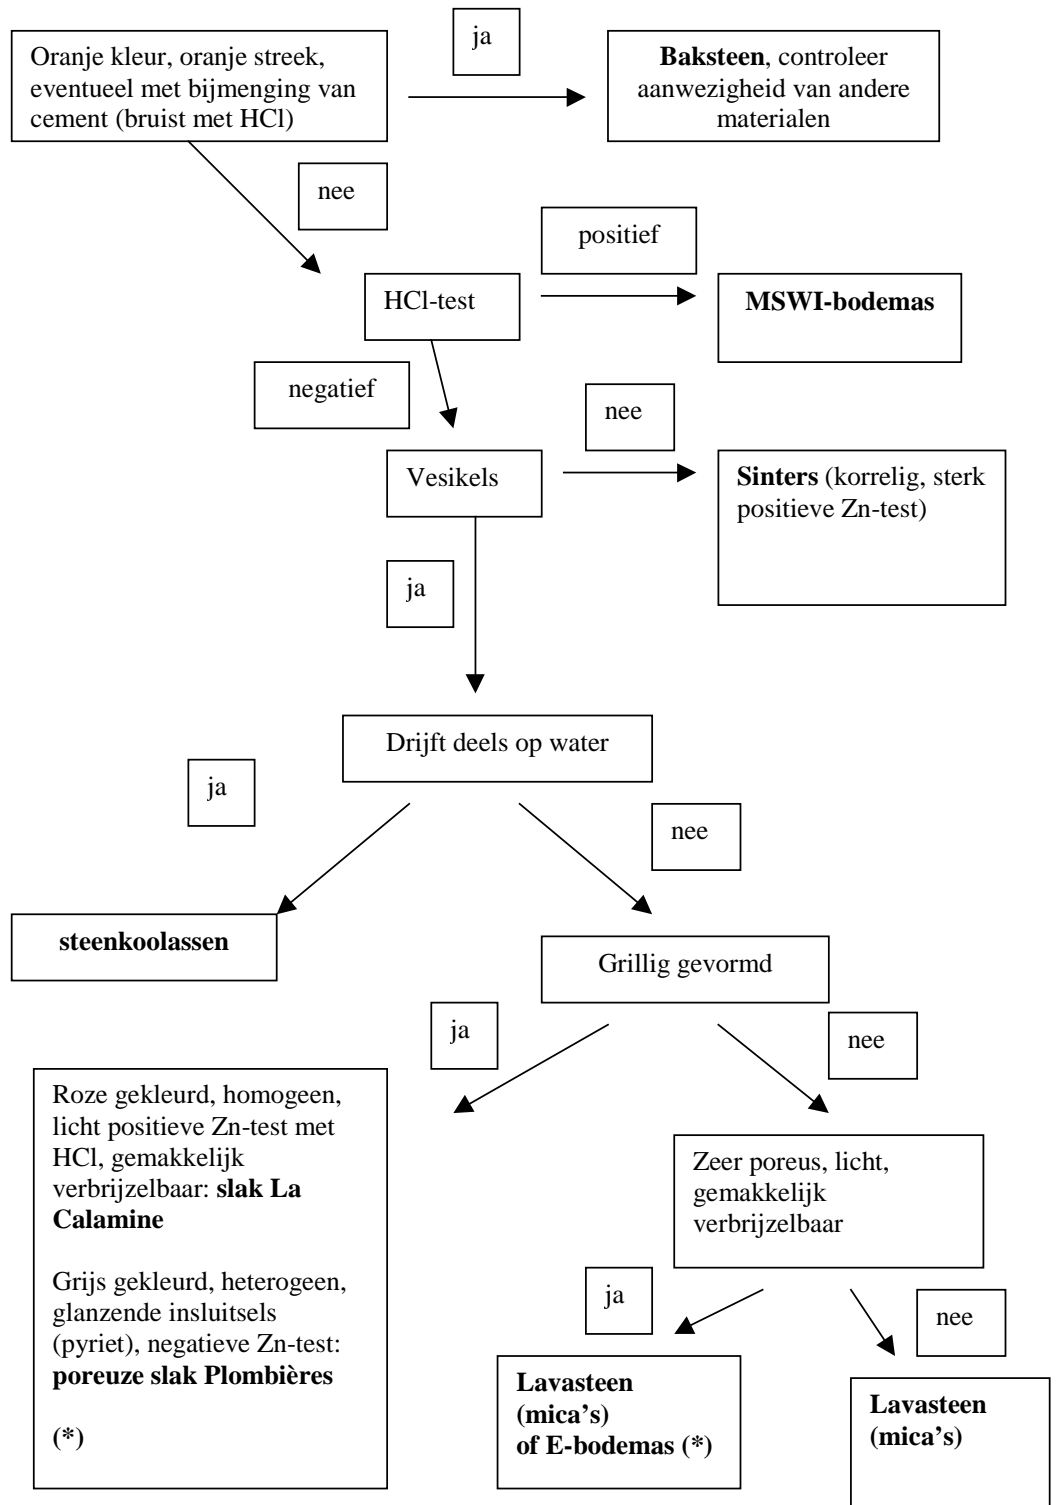 ja
Oranje kleur, oranje streek,
eventueel met bijmenging van
cement (bruist met HCl)
Baksteen, controleer
aanwezigheid van andere
materialen
nee
positief
HCl-test
MSWI-bodemas
negatief
nee
Vesikels
Sinters (korrelig, sterk
positieve Zn-test)
ja
Drijft deels op water
ja
nee
steenkoolassen
Grillig gevormd
ja
nee
Roze gekleurd, homogeen,
licht positieve Zn-test met
HCl, gemakkelijk
verbrijzelbaar: slak La
Calamine
Grijs gekleurd, heterogeen,
glanzende insluitsels
(pyriet), negatieve Zn-test:
poreuze slak Plombières
(*)
Zeer poreus, licht,
gemakkelijk
verbrijzelbaar
ja
nee
Lavasteen
(mica's)
of E-bodemas (*)
Lavasteen
(mica's)